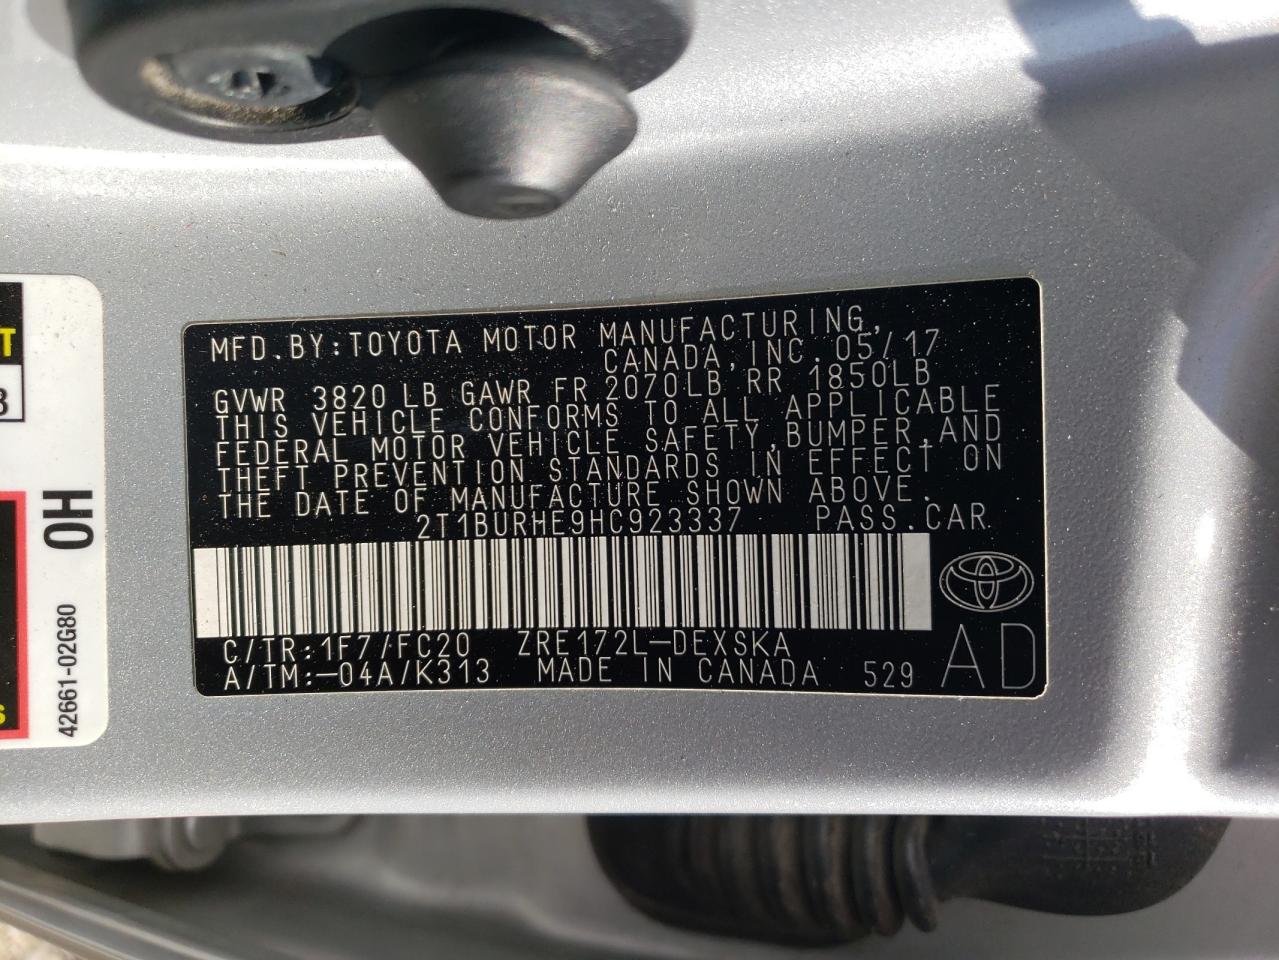 MFD.BY:TOYOTA MOTOR MANUFACTURING,
CANADA,INC. 05/17
GVWR 3820 LB GAWR FR 2070LB RR 1850LB
THIS VEHICLE CONFORMS TO ALL APPLICABLE
FEDERAL MOTOR VEHICLE SAFETY,BUMPER,AND
THEFT PREVENTION STANDARDS IN EFFECT ON
THE DATE OF MANUFACTURE SHOWN ABOVE.
2T1BURHE9HC923337 PASS.CAR
C/TR:1F7/FC20 ZRE172L-DEXSKA
A/TM:-04A/K313 MADE IN CANADA 529
AD
0H
42661-02G80